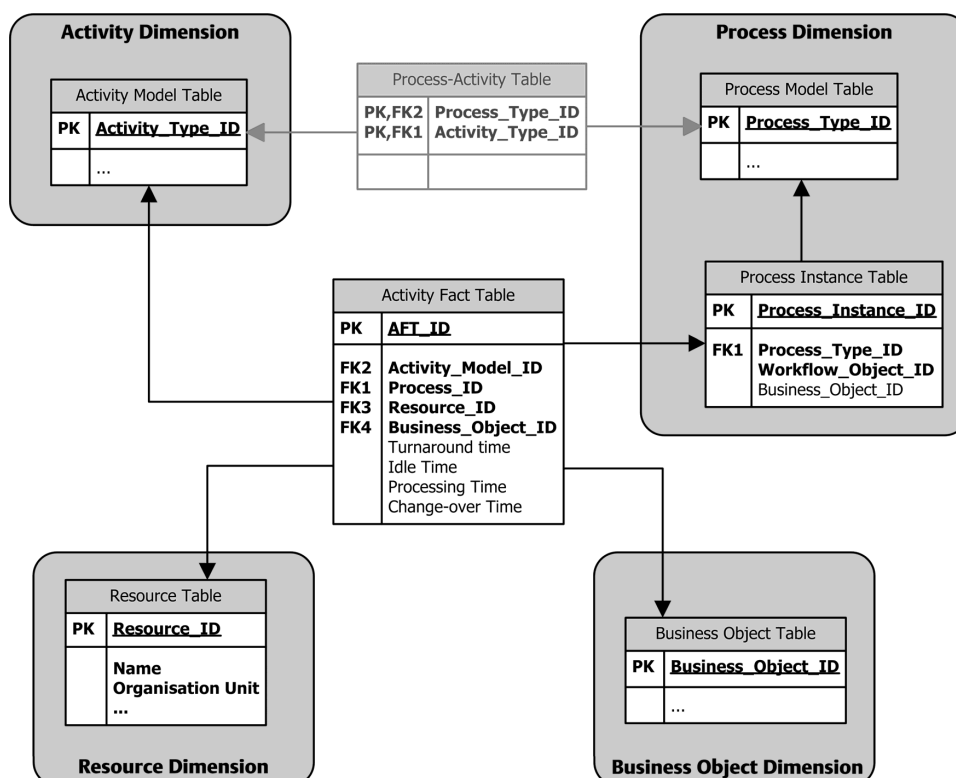 Activity Dimension
Activity Model Table
PK Activity_Type_ID
...
Process-Activity Table
PK,FK2 Process_Type_ID
PK,FK1 Activity_Type_ID
Process Dimension
Process Model Table
PK Process_Type_ID
...
Process Instance Table
PK Process_Instance_ID
FK1 Process_Type_ID
Workflow_Object_ID
Business_Object_ID
Activity Fact Table
PK AFT_ID
FK2 Activity_Model_ID
FK1 Process_ID
FK3 Resource_ID
FK4 Business_Object_ID
Turnaround time
Idle Time
Processing Time
Change-over Time
Resource Table
PK Resource_ID
Name
Organisation Unit
...
Resource Dimension
Business Object Table
PK Business_Object_ID
...
Business Object Dimension